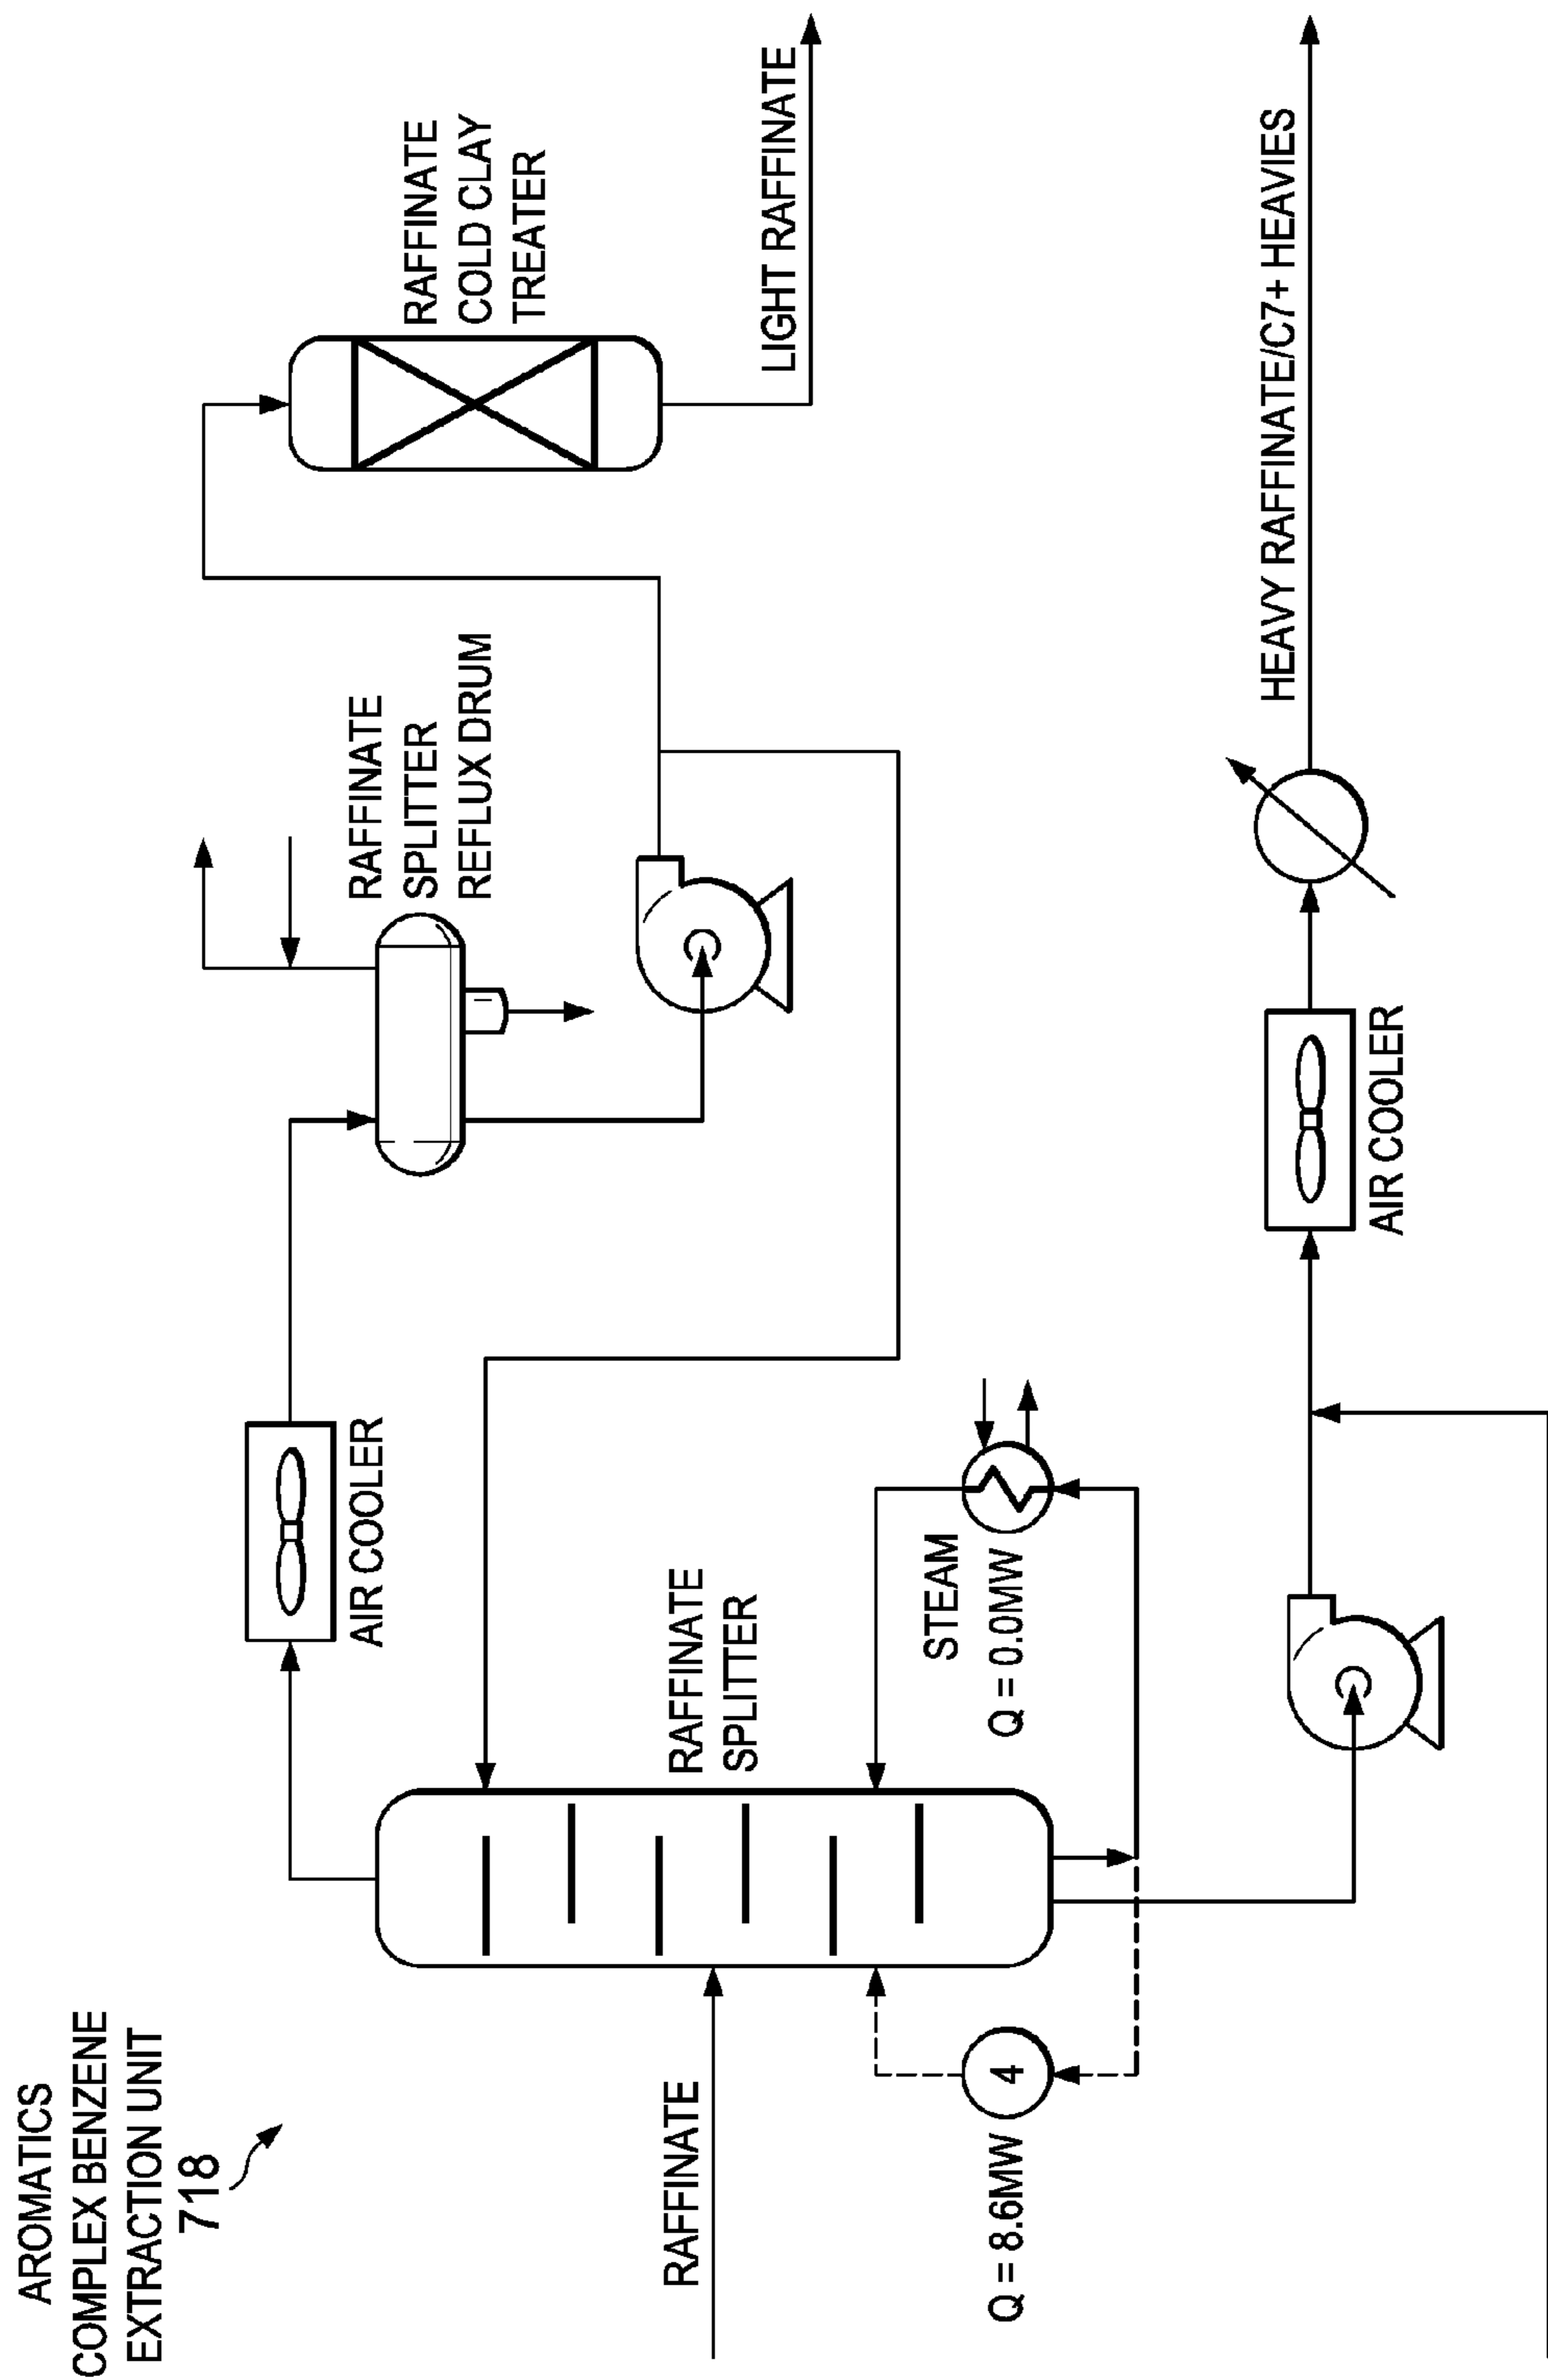 AROMATICS
COMPLEX BENZENE
EXTRACTION UNIT
718
AIR COOLER
RAFFINATE
SPLITTER
REFLUX DRUM
RAFFINATE
COLD CLAY
TREATER
LIGHT RAFFINATE
RAFFINATE
RAFFINATE
SPLITTER
STEAM
Q = 0.0MW
4
Q = 8.6MW
AIR COOLER
HEAVY RAFFINATE/C7+ HEAVIES